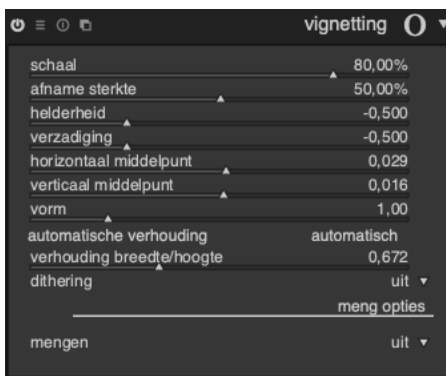 vignetting
schaal 80,00%
afname sterkte 50,00%
helderheid -0,500
verzadiging -0,500
horizontaal middelpunt 0,029
verticaal middelpunt 0,016
vorm 1,00
automatische verhouding automatisch
verhouding breedte/hoogte 0,672
dithering uit
meng opties
mengen uit